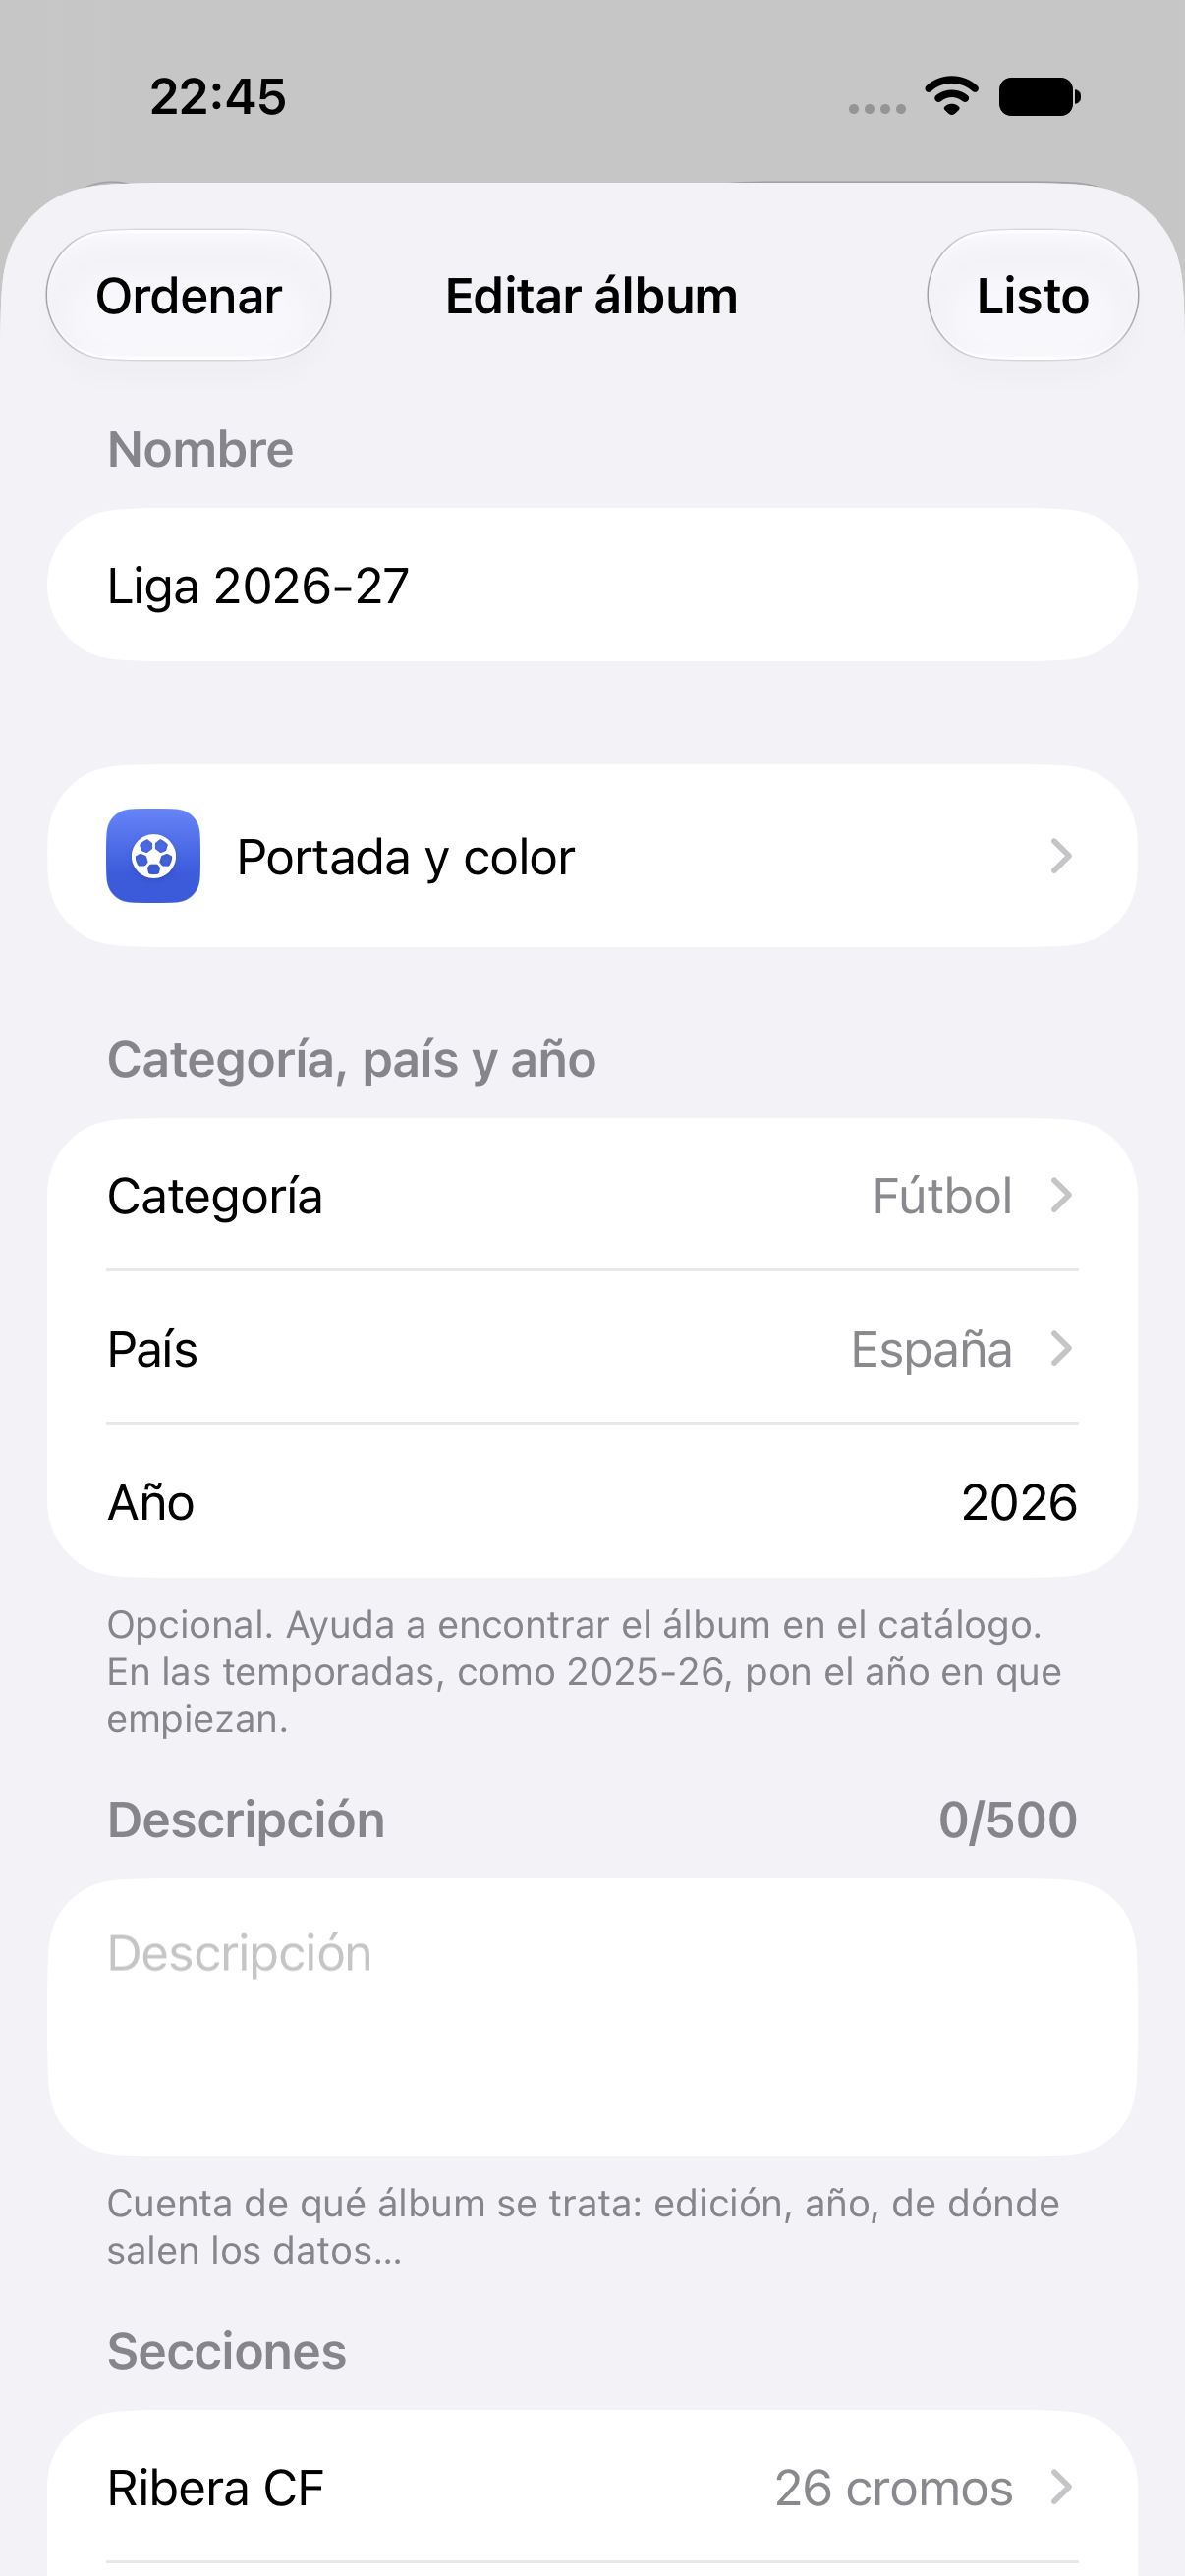 22:45
Ordenar
Editar álbum
Listo
Nombre
Liga 2026-27
Portada y color
Categoría, país y año
Categoría
Fútbol
País
España
Año
2026
Opcional. Ayuda a encontrar el álbum en el catálogo.
En las temporadas, como 2025-26, pon el año en que
empiezan.
Descripción
0/500
Descripción
Cuenta de qué álbum se trata: edición, año, de dónde
salen los datos...
Secciones
Ribera CF
26 cromos